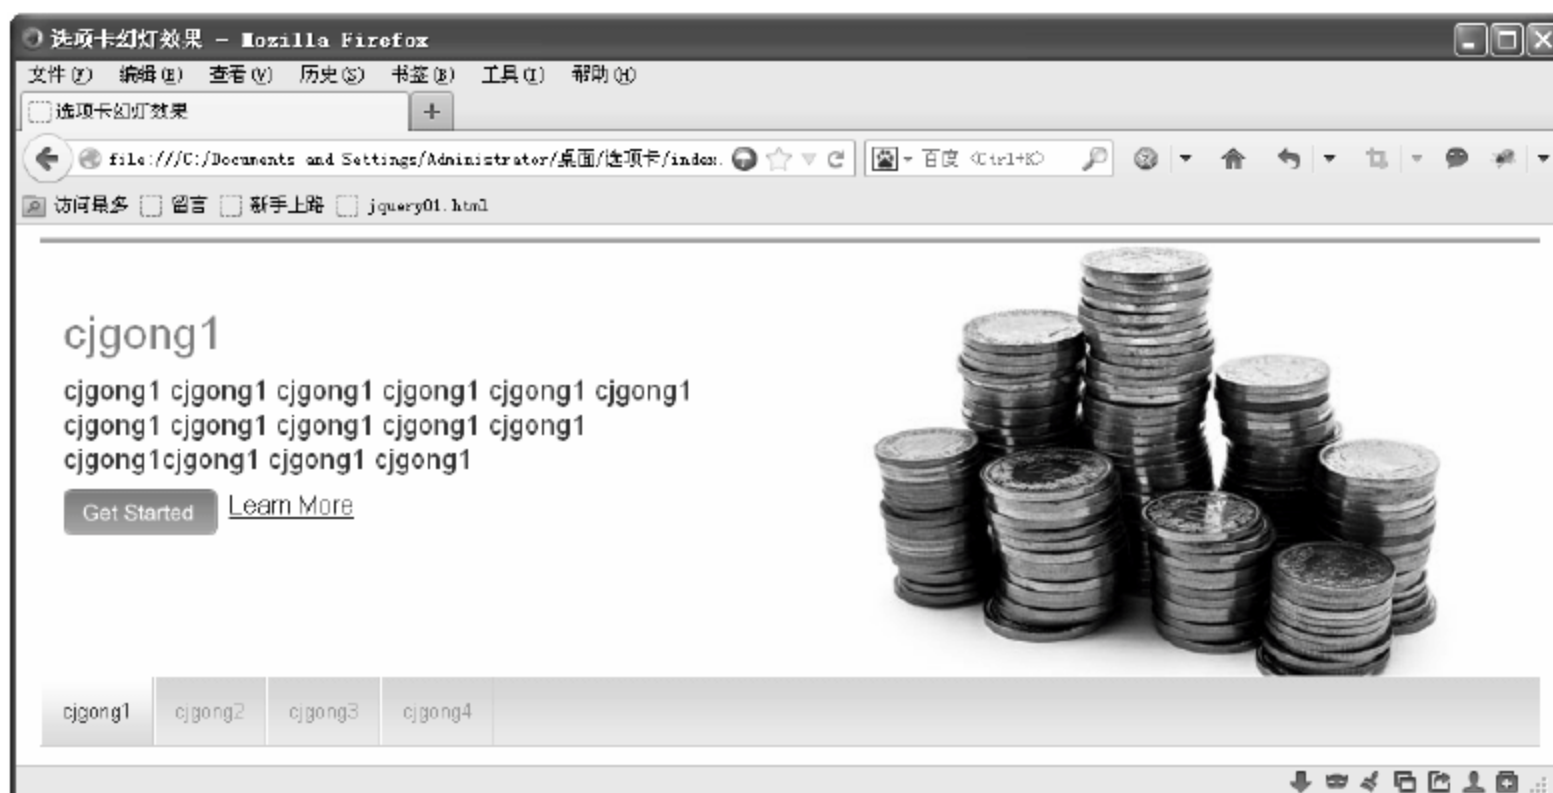 选项卡幻灯效果 - Mozilla Firefox
文件(F) 编辑(E) 查看(V) 历史(S) 书签(B) 工具(T) 帮助(H)
选项卡幻灯效果 +
file:///C:/Documents and Settings/Administrator/桌面/选项卡/index. 百度 <Ctrl+K>
访问最多 留言 新手上路 jquery01.html
cjgong1
cjgong1 cjgong1 cjgong1 cjgong1 cjgong1 cjgong1
cjgong1 cjgong1 cjgong1 cjgong1 cjgong1
cjgong1cjgong1 cjgong1 cjgong1
Get Started Learn More
cjgong1 cjgong2 cjgong3 cjgong4